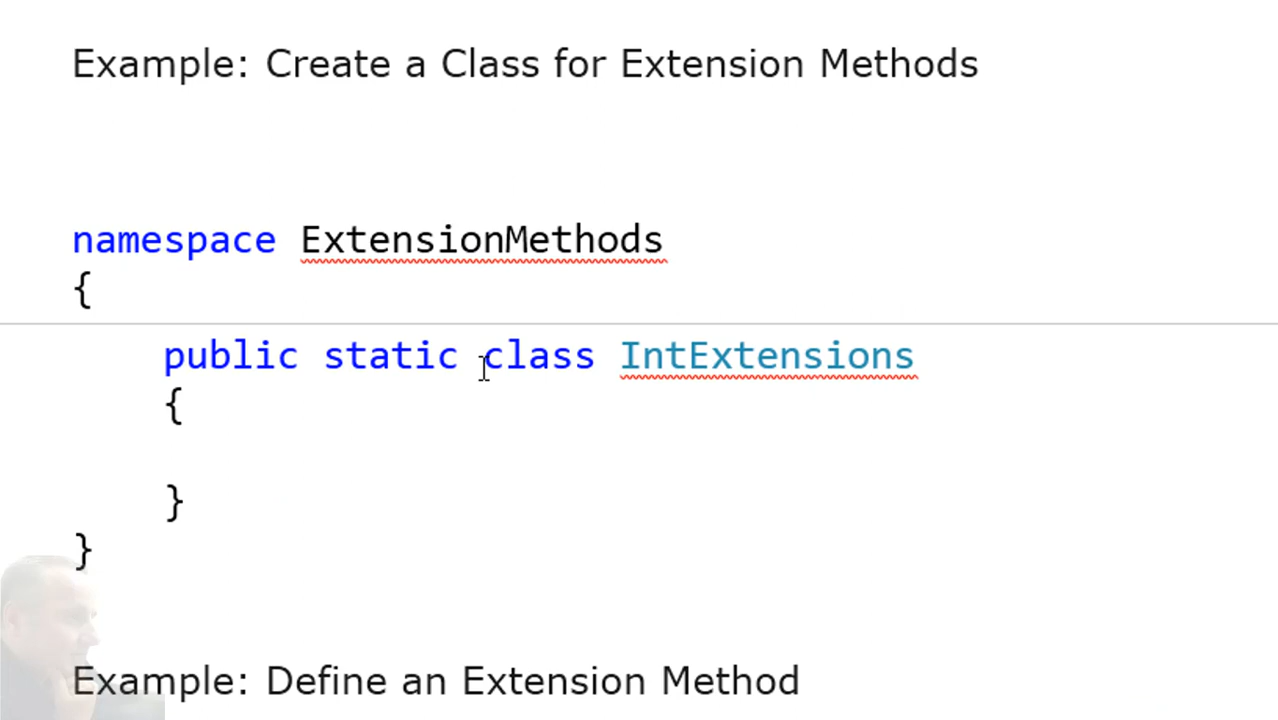 Example: Create a Class for Extension Methods
namespace ExtensionMethods
{
public static class IntExtensions
{
}
}
Example: Define an Extension Method